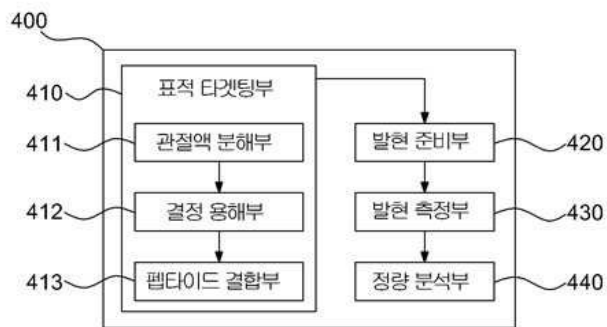 400
410
표적 타겟팅부
411
관절액 분해부
412
결정 용해부
413
펩타이드 결합부
발현 준비부
420
발현 측정부
430
정량 분석부
440